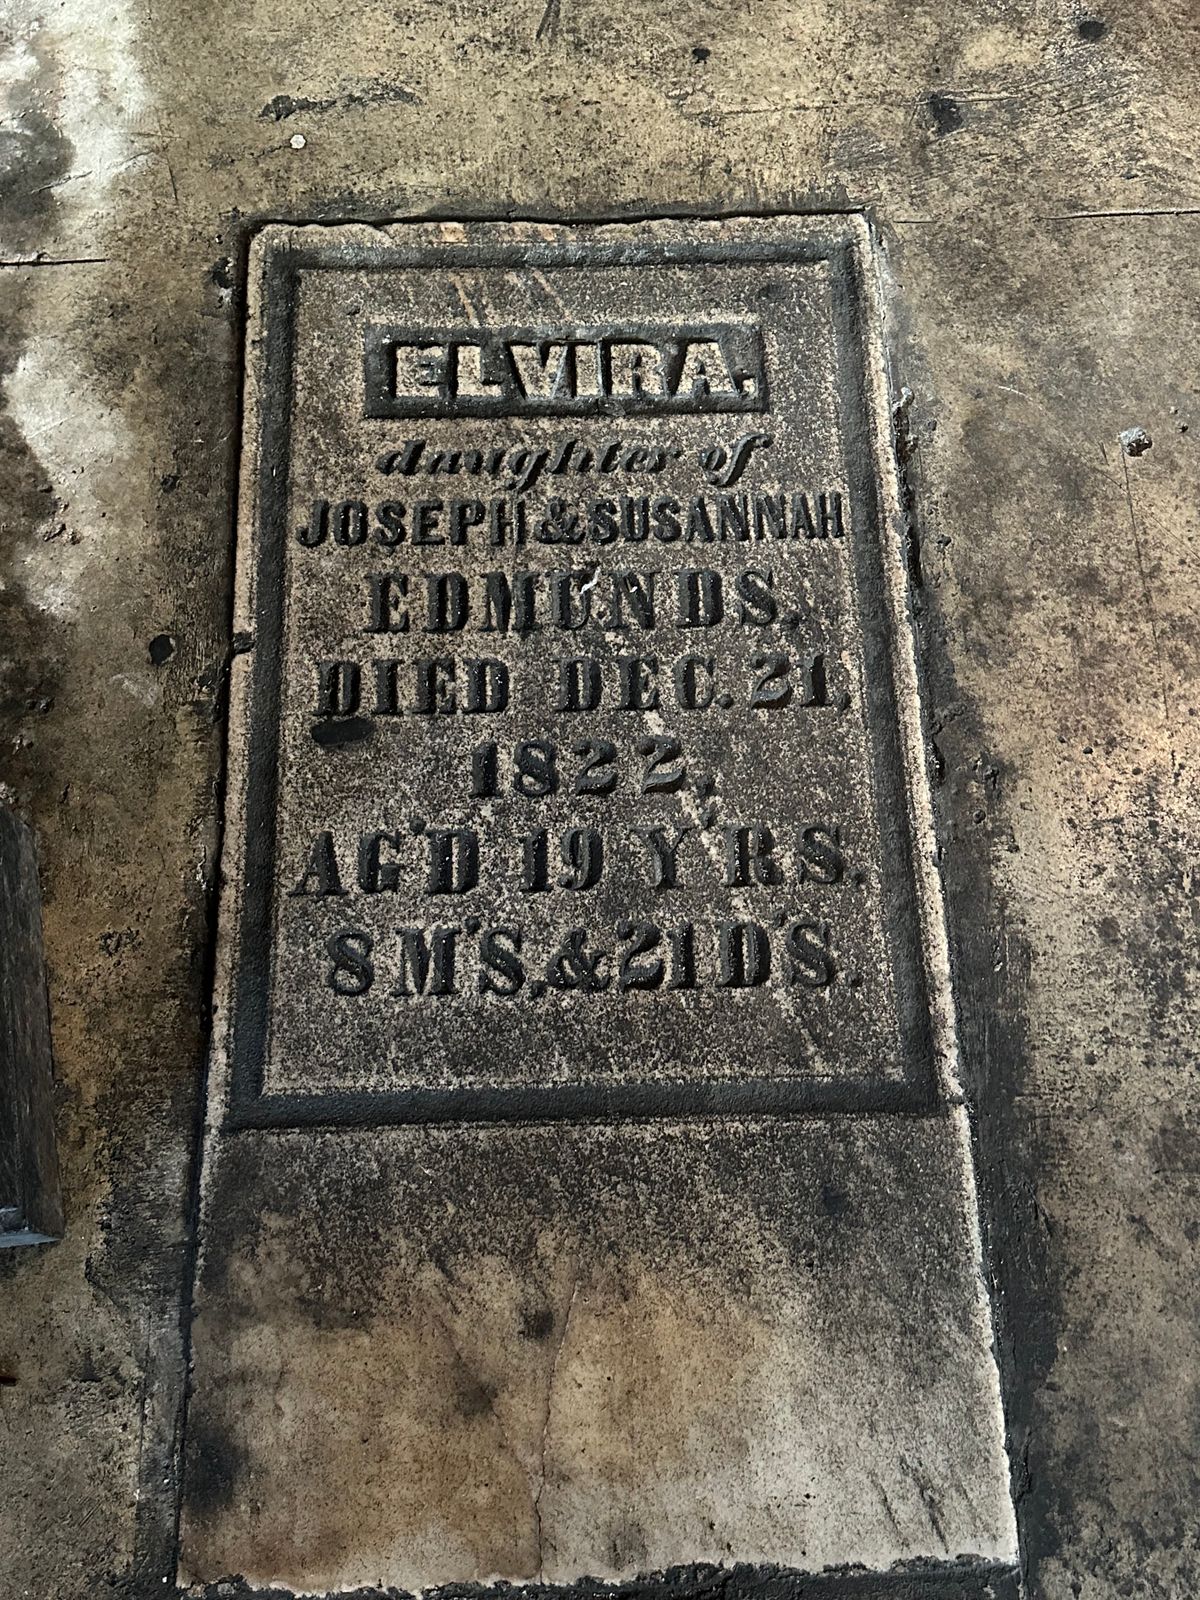 ELVIRA,
daughter of
JOSEPH & SUSANNAH
EDMUNDS,
DIED DEC. 21,
1822,
AG'D 19 Y'RS.
8 M'S, & 21 D'S.